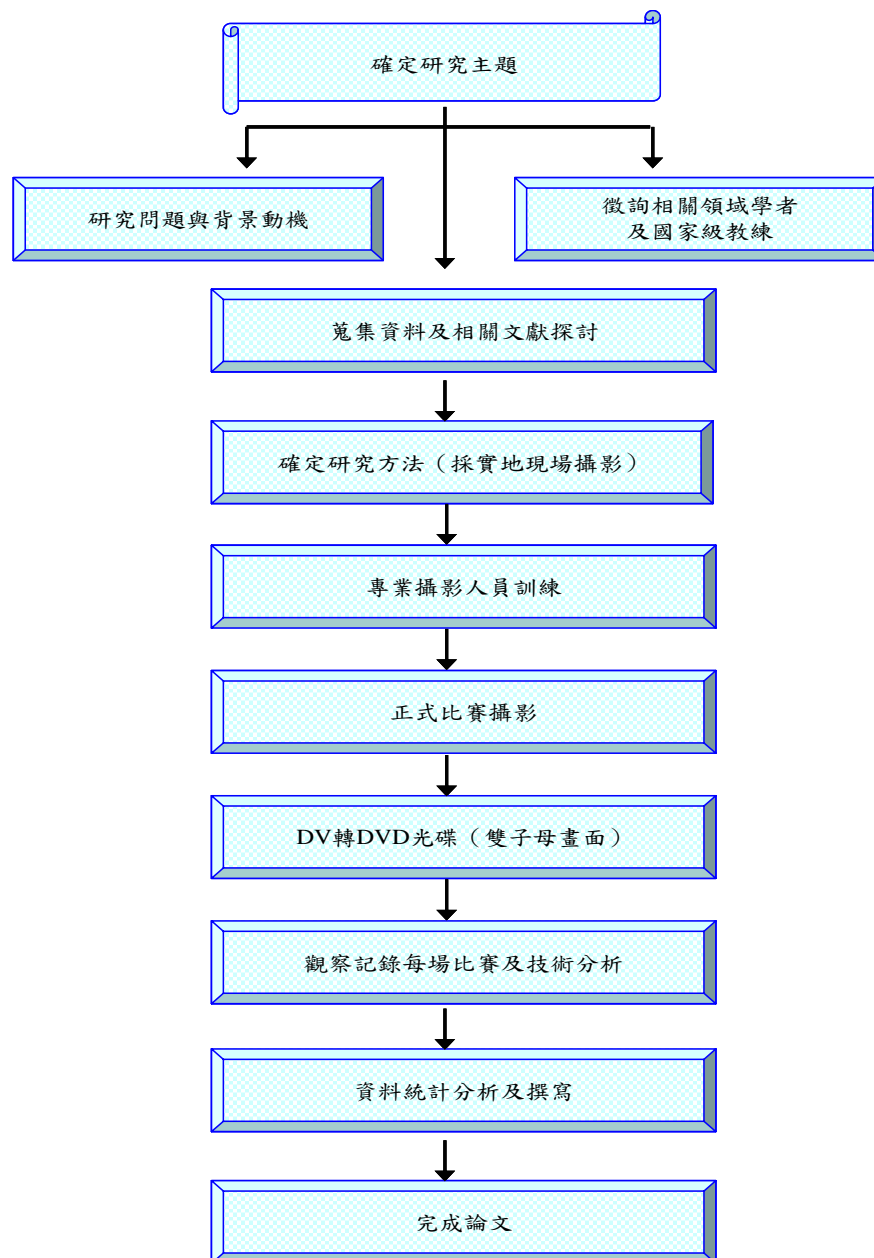 確定研究主題
研究問題與背景動機
徵詢相關領域學者
及國家級教練
蒐集資料及相關文獻探討
確定研究方法（採實地現場攝影）
專業攝影人員訓練
正式比賽攝影
DV轉DVD光碟（雙子母畫面）
觀察記錄每場比賽及技術分析
資料統計分析及撰寫
完成論文